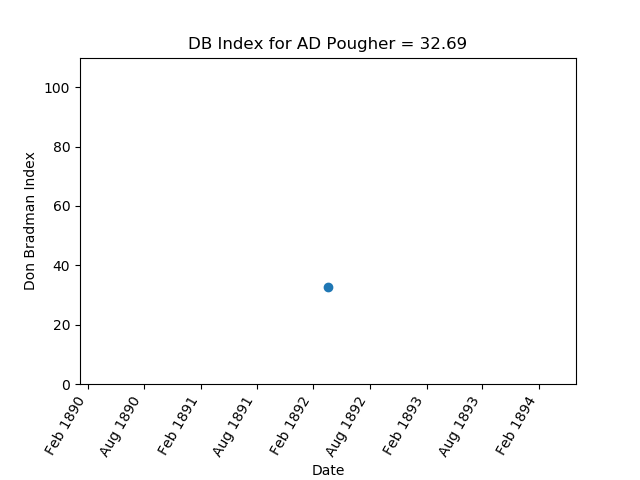 DB Index for AD Pougher = 32.69
100
80
60
40
20
0
Don Bradman Index
Feb 1890
Aug 1890
Feb 1891
Aug 1891
Feb 1892
Aug 1892
Feb 1893
Aug 1893
Feb 1894
Date